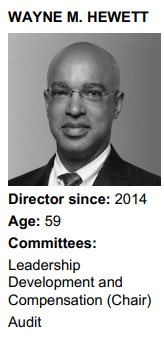 WAYNE M. HEWETT
Director since: 2014
Age: 59
Committees:
Leadership
Development and
Compensation (Chair)
Audit